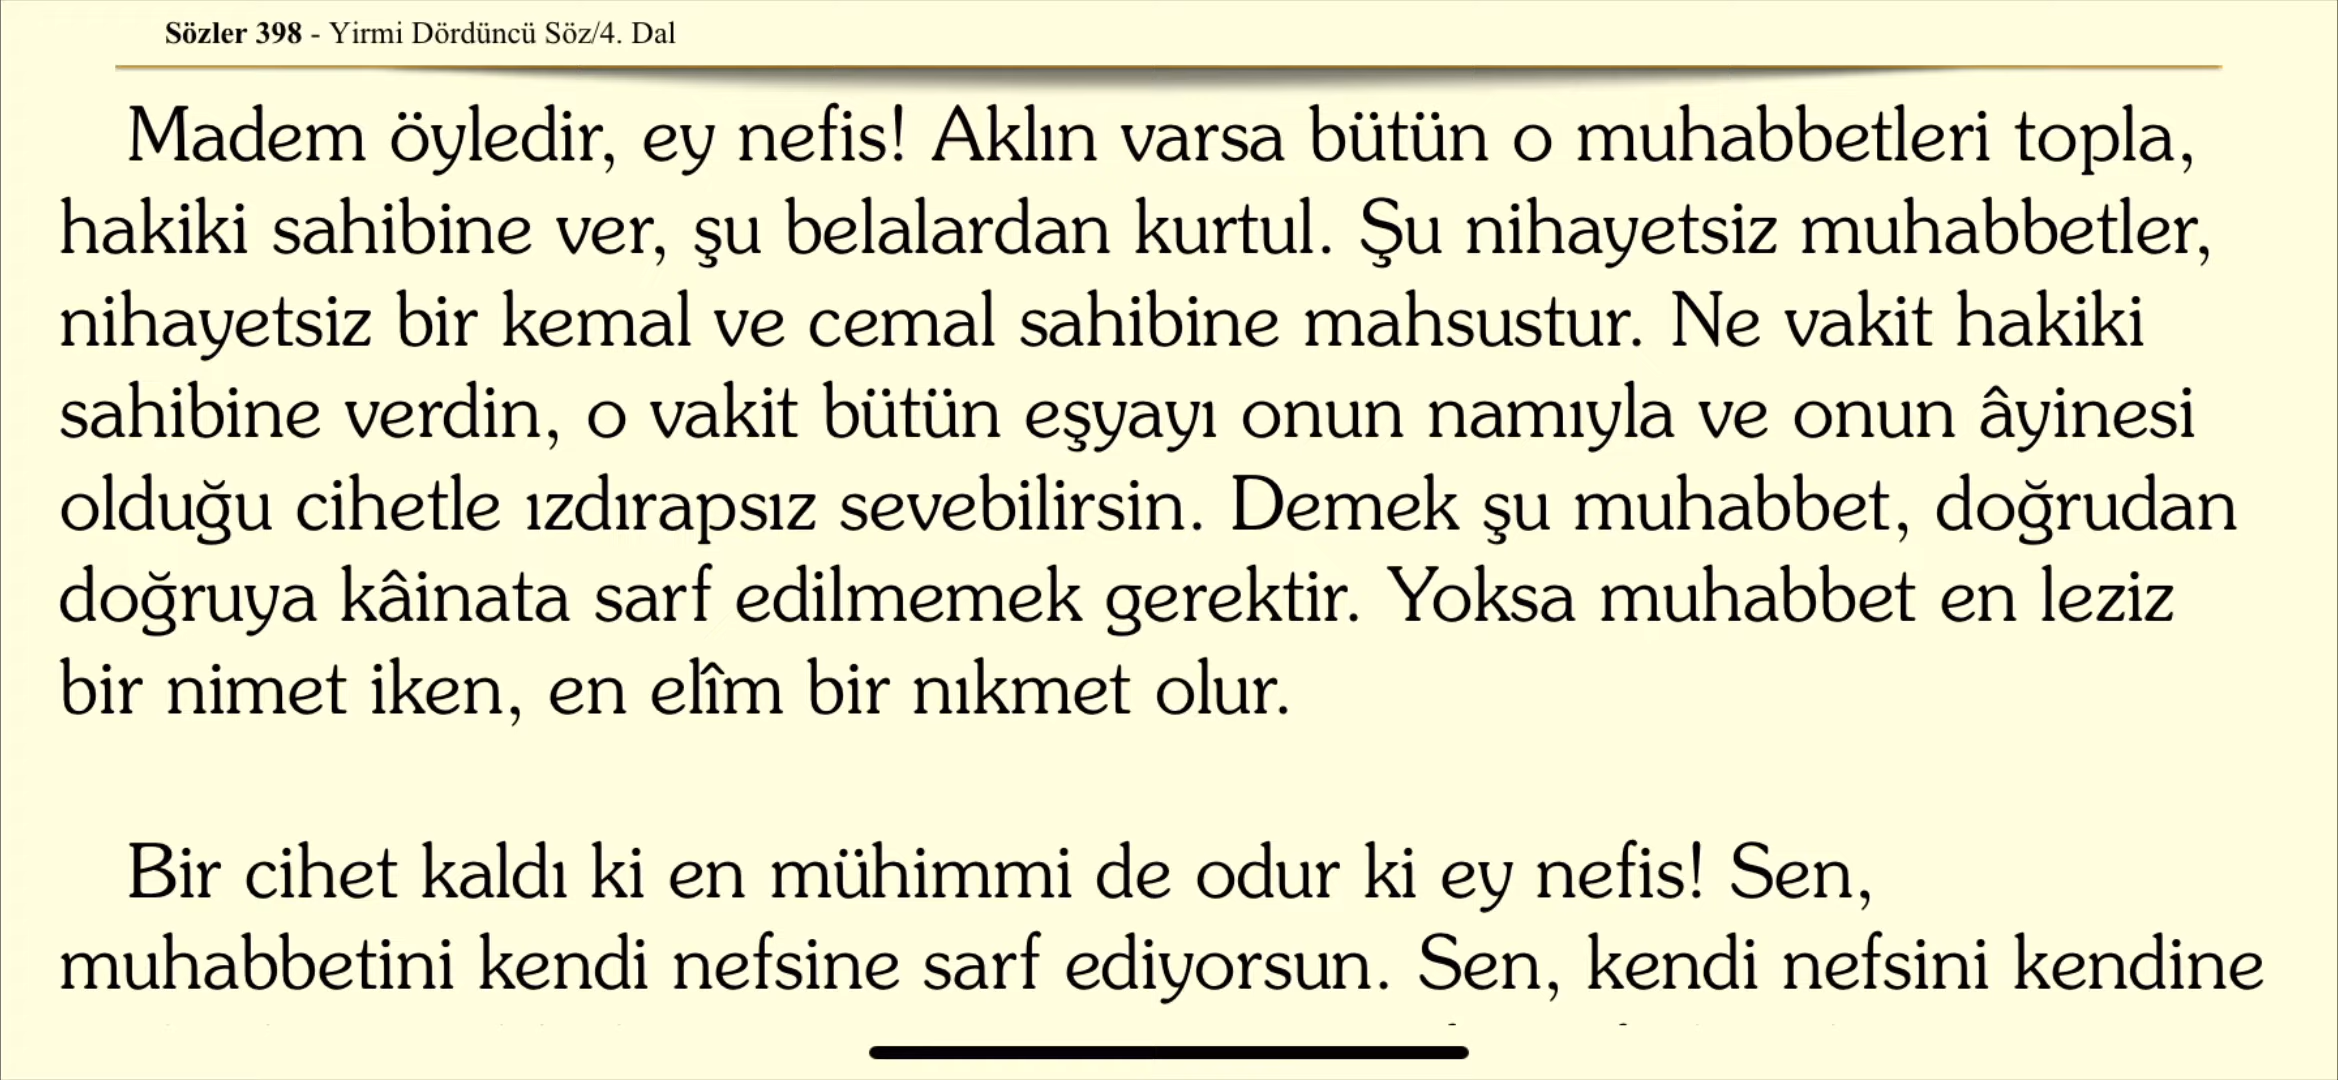 Sözler 398 - Yirmi Dördüncü Söz/4. Dal
Madem öyledir, ey nefis! Aklın varsa bütün o muhabbetleri topla,
hakiki sahibine ver, şu belalardan kurtul. Şu nihayetsiz muhabbetler,
nihayetsiz bir kemal ve cemal sahibine mahsustur. Ne vakit hakiki
sahibine verdin, o vakit bütün eşyayı onun namıyla ve onun âyinesi
olduğu cihetle ızdırapsız sevebilirsin. Demek şu muhabbet, doğrudan
doğruya kâinata sarf edilmemek gerektir. Yoksa muhabbet en leziz
bir nimet iken, en elîm bir nıkmet olur.
Bir cihet kaldı ki en mühimmi de odur ki ey nefis! Sen,
muhabbetini kendi nefsine sarf ediyorsun. Sen, kendi nefsini kendine